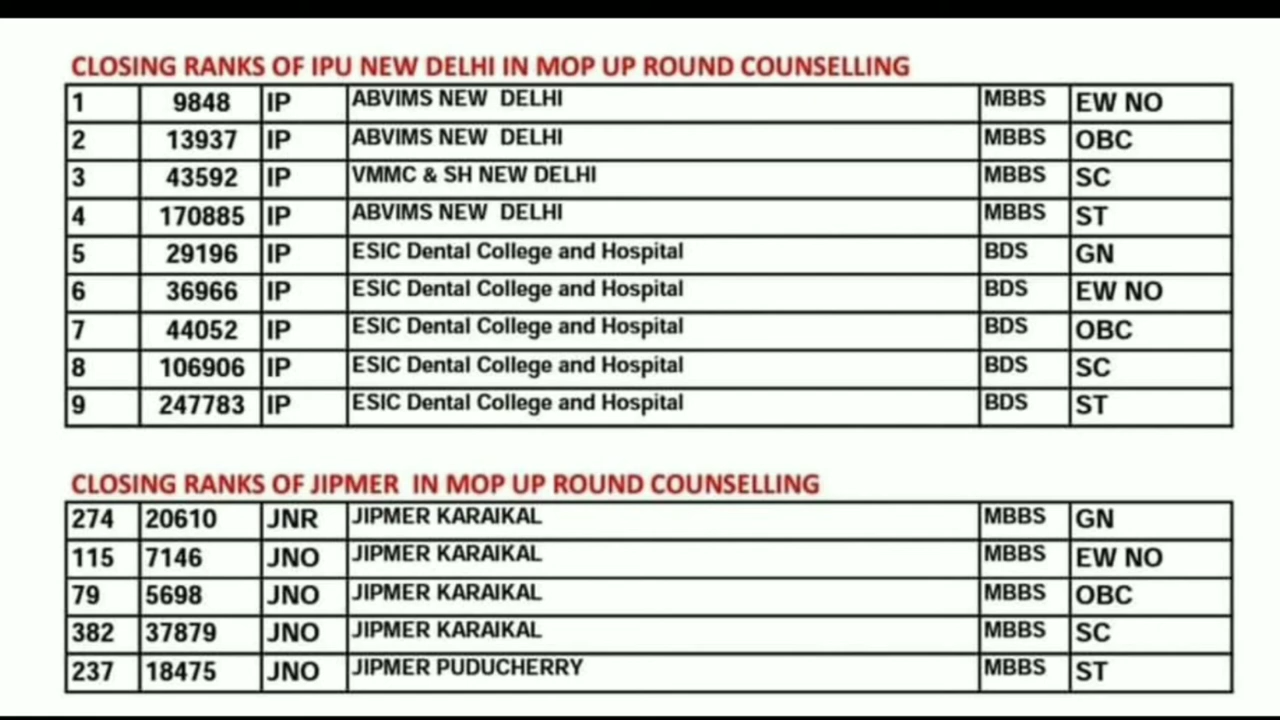 CLOSING RANKS OF IPU NEW DELHI IN MOP UP ROUND COUNSELLING
1 9848 IP ABVIMS NEW DELHI MBBS EW NO
2 13937 IP ABVIMS NEW DELHI MBBS OBC
3 43592 IP VMMC & SH NEW DELHI MBBS SC
4 170885 IP ABVIMS NEW DELHI MBBS ST
5 29196 IP ESIC Dental College and Hospital BDS GN
6 36966 IP ESIC Dental College and Hospital BDS EW NO
7 44052 IP ESIC Dental College and Hospital BDS OBC
8 106906 IP ESIC Dental College and Hospital BDS SC
9 247783 IP ESIC Dental College and Hospital BDS ST
CLOSING RANKS OF JIPMER IN MOP UP ROUND COUNSELLING
274 20610 JNR JIPMER KARAIKAL MBBS GN
115 7146 JNO JIPMER KARAIKAL MBBS EW NO
79 5698 JNO JIPMER KARAIKAL MBBS OBC
382 37879 JNO JIPMER KARAIKAL MBBS SC
237 18475 JNO JIPMER PUDUCHERRY MBBS ST